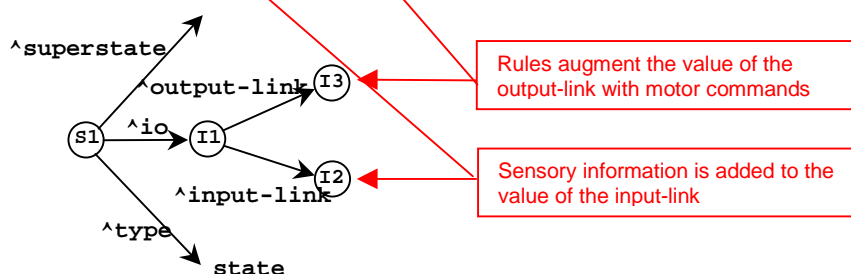 ^superstate
^output-link
I3
Rules augment the value of the
output-link with motor commands
S1
^io
I1
^input-link
I2
Sensory information is added to the
value of the input-link
^type
state